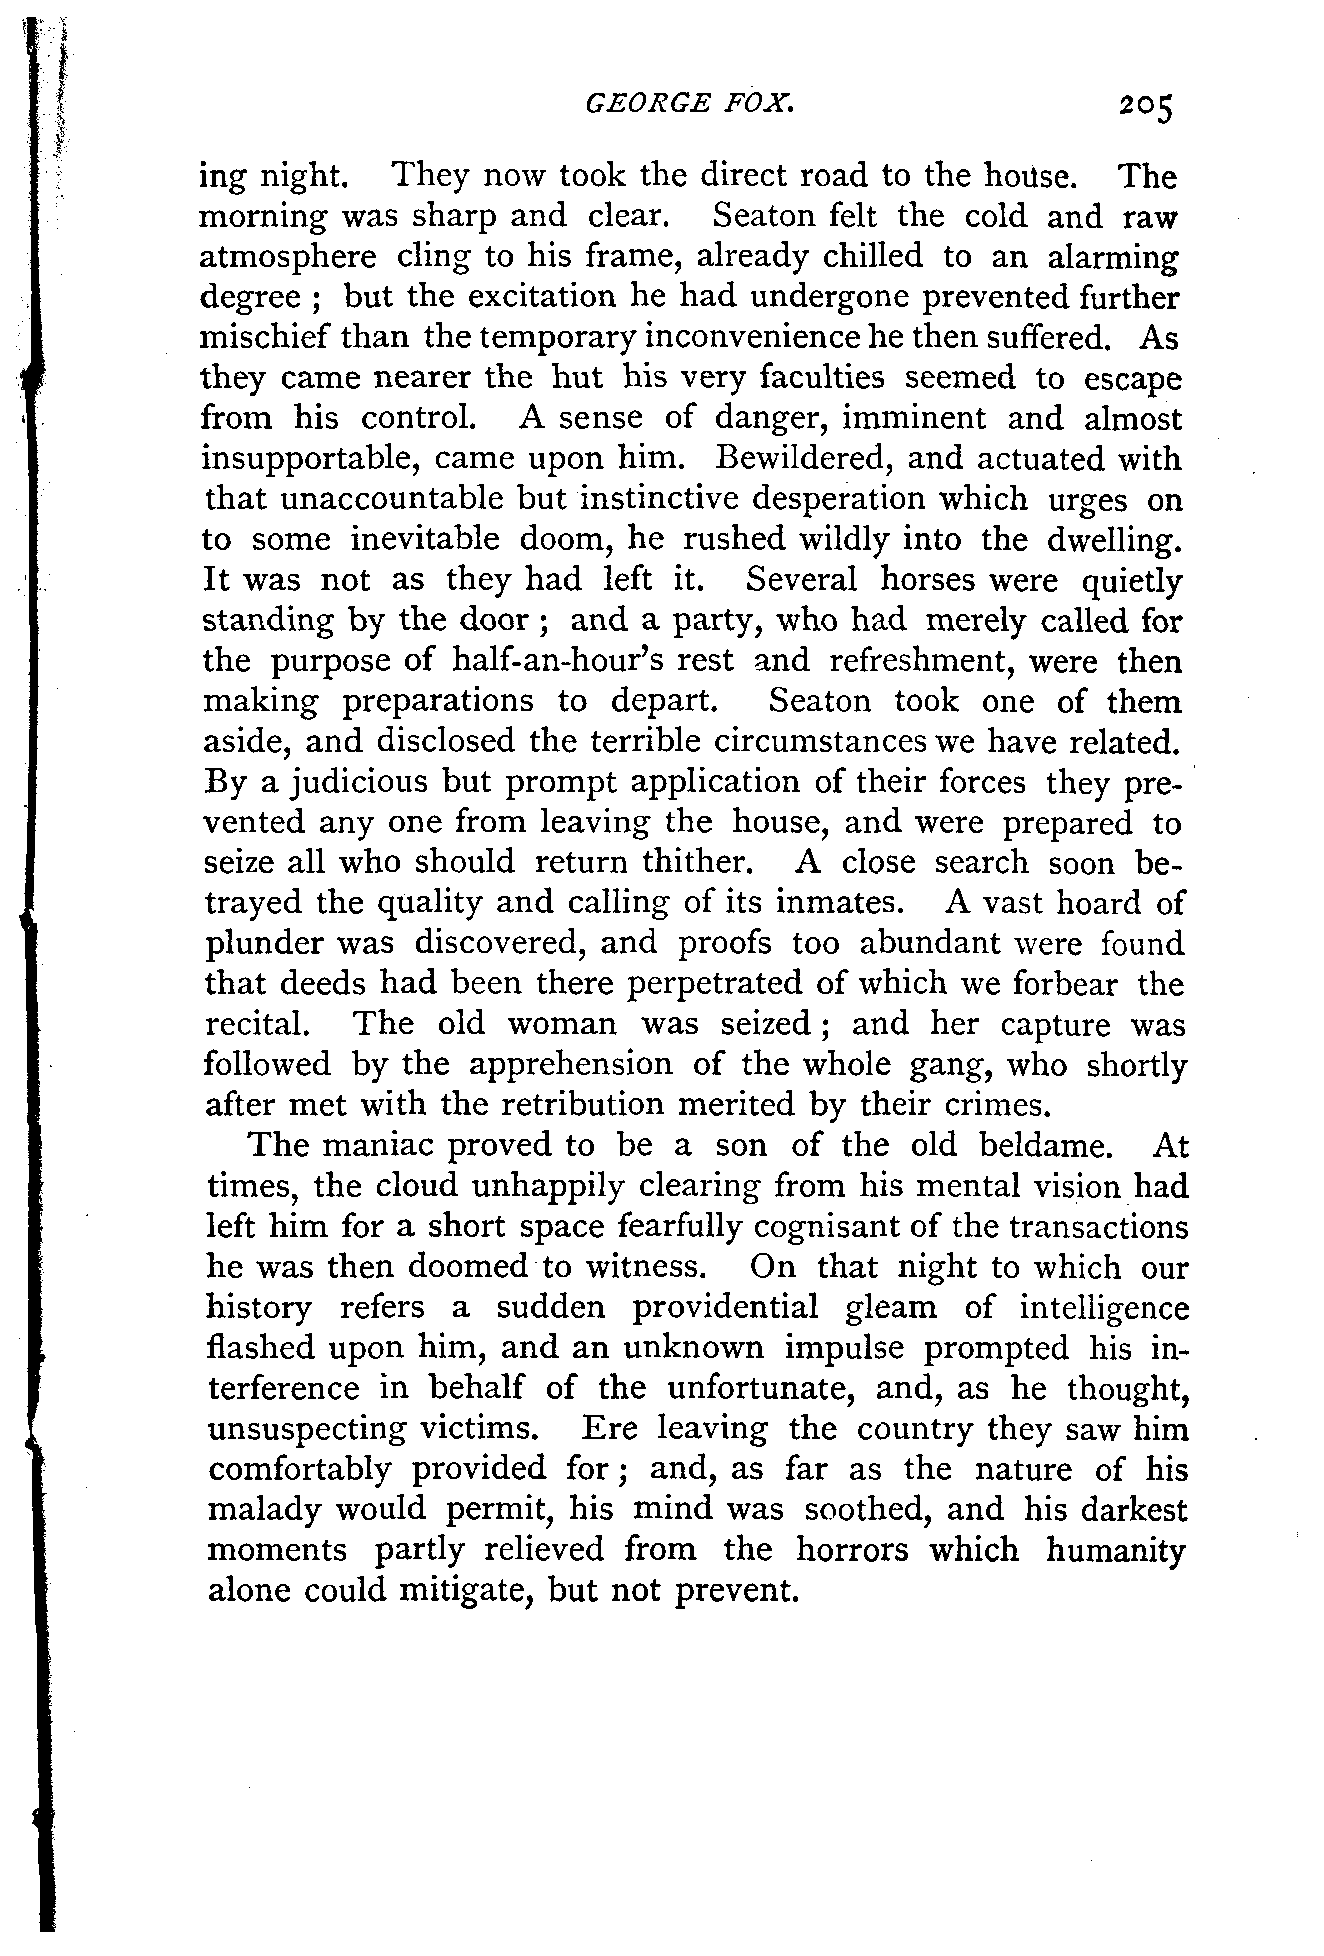 GEORGE FOX. 205
ing night. They now took the direct road to the house. The
morning was sharp and clear. Seaton felt the cold and raw
atmosphere cling to his frame, already chilled to an alarming
degree ; but the excitation he had undergone prevented further
mischief than the temporary inconvenience he then suffered. As
they came nearer the hut his very faculties seemed to escape
from his control. A sense of danger, imminent and almost
insupportable, came upon him. Bewildered, and actuated with
that unaccountable but instinctive desperation which urges on
to some inevitable doom, he rushed wildly into the dwelling.
It was not as they had left it. Several horses were quietly
standing by the door ; and a party, who had merely called for
the purpose of half-an-hour's rest and refreshment, were then
making preparations to depart. Seaton took one of them
aside, and disclosed the terrible circumstances we have related.
By a judicious but prompt application of their forces they pre-
vented any one from leaving the house, and were prepared to
seize all who should return thither. A close search soon be-
trayed the quality and calling of its inmates. A vast hoard of
plunder was discovered, and proofs too abundant were found
that deeds had been there perpetrated of which we forbear the
recital. The old woman was seized ; and her capture was
followed by the apprehension of the whole gang, who shortly
after met with the retribution merited by their crimes.
The maniac proved to be a son of the old beldame. At
times, the cloud unhappily clearing from his mental vision had
left him for a short space fearfully cognisant of the transactions
he was then doomed to witness. On that night to which our
history refers a sudden providential gleam of intelligence
flashed upon him, and an unknown impulse prompted his in-
terference in behalf of the unfortunate, and, as he thought,
unsuspecting victims. Ere leaving the country they saw him
comfortably provided for ; and, as far as the nature of his
malady would permit, his mind was soothed, and his darkest
moments partly relieved from the horrors which humanity
alone could mitigate, but not prevent.